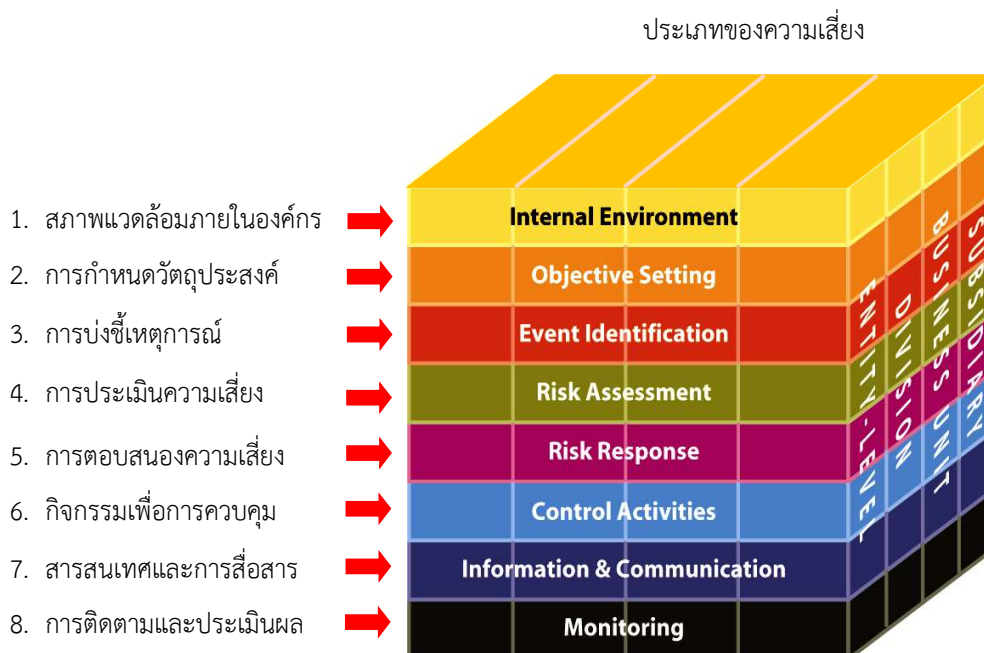 ประเภทของความเสี่ยง
1. สภาพแวดล้อมภายในองค์กร
Internal Environment
2. การกำหนดวัตถุประสงค์
Objective Setting
3. การบ่งชี้เหตุการณ์
Event Identification
4. การประเมินความเสี่ยง
Risk Assessment
5. การตอบสนองความเสี่ยง
Risk Response
6. กิจกรรมเพื่อการควบคุม
Control Activities
7. สารสนเทศและการสื่อสาร
Information & Communication
8. การติดตามและประเมินผล
Monitoring
ENTITY-LEVEL
DIVISION
BUSINESS UNIT
SUBSIDIARY